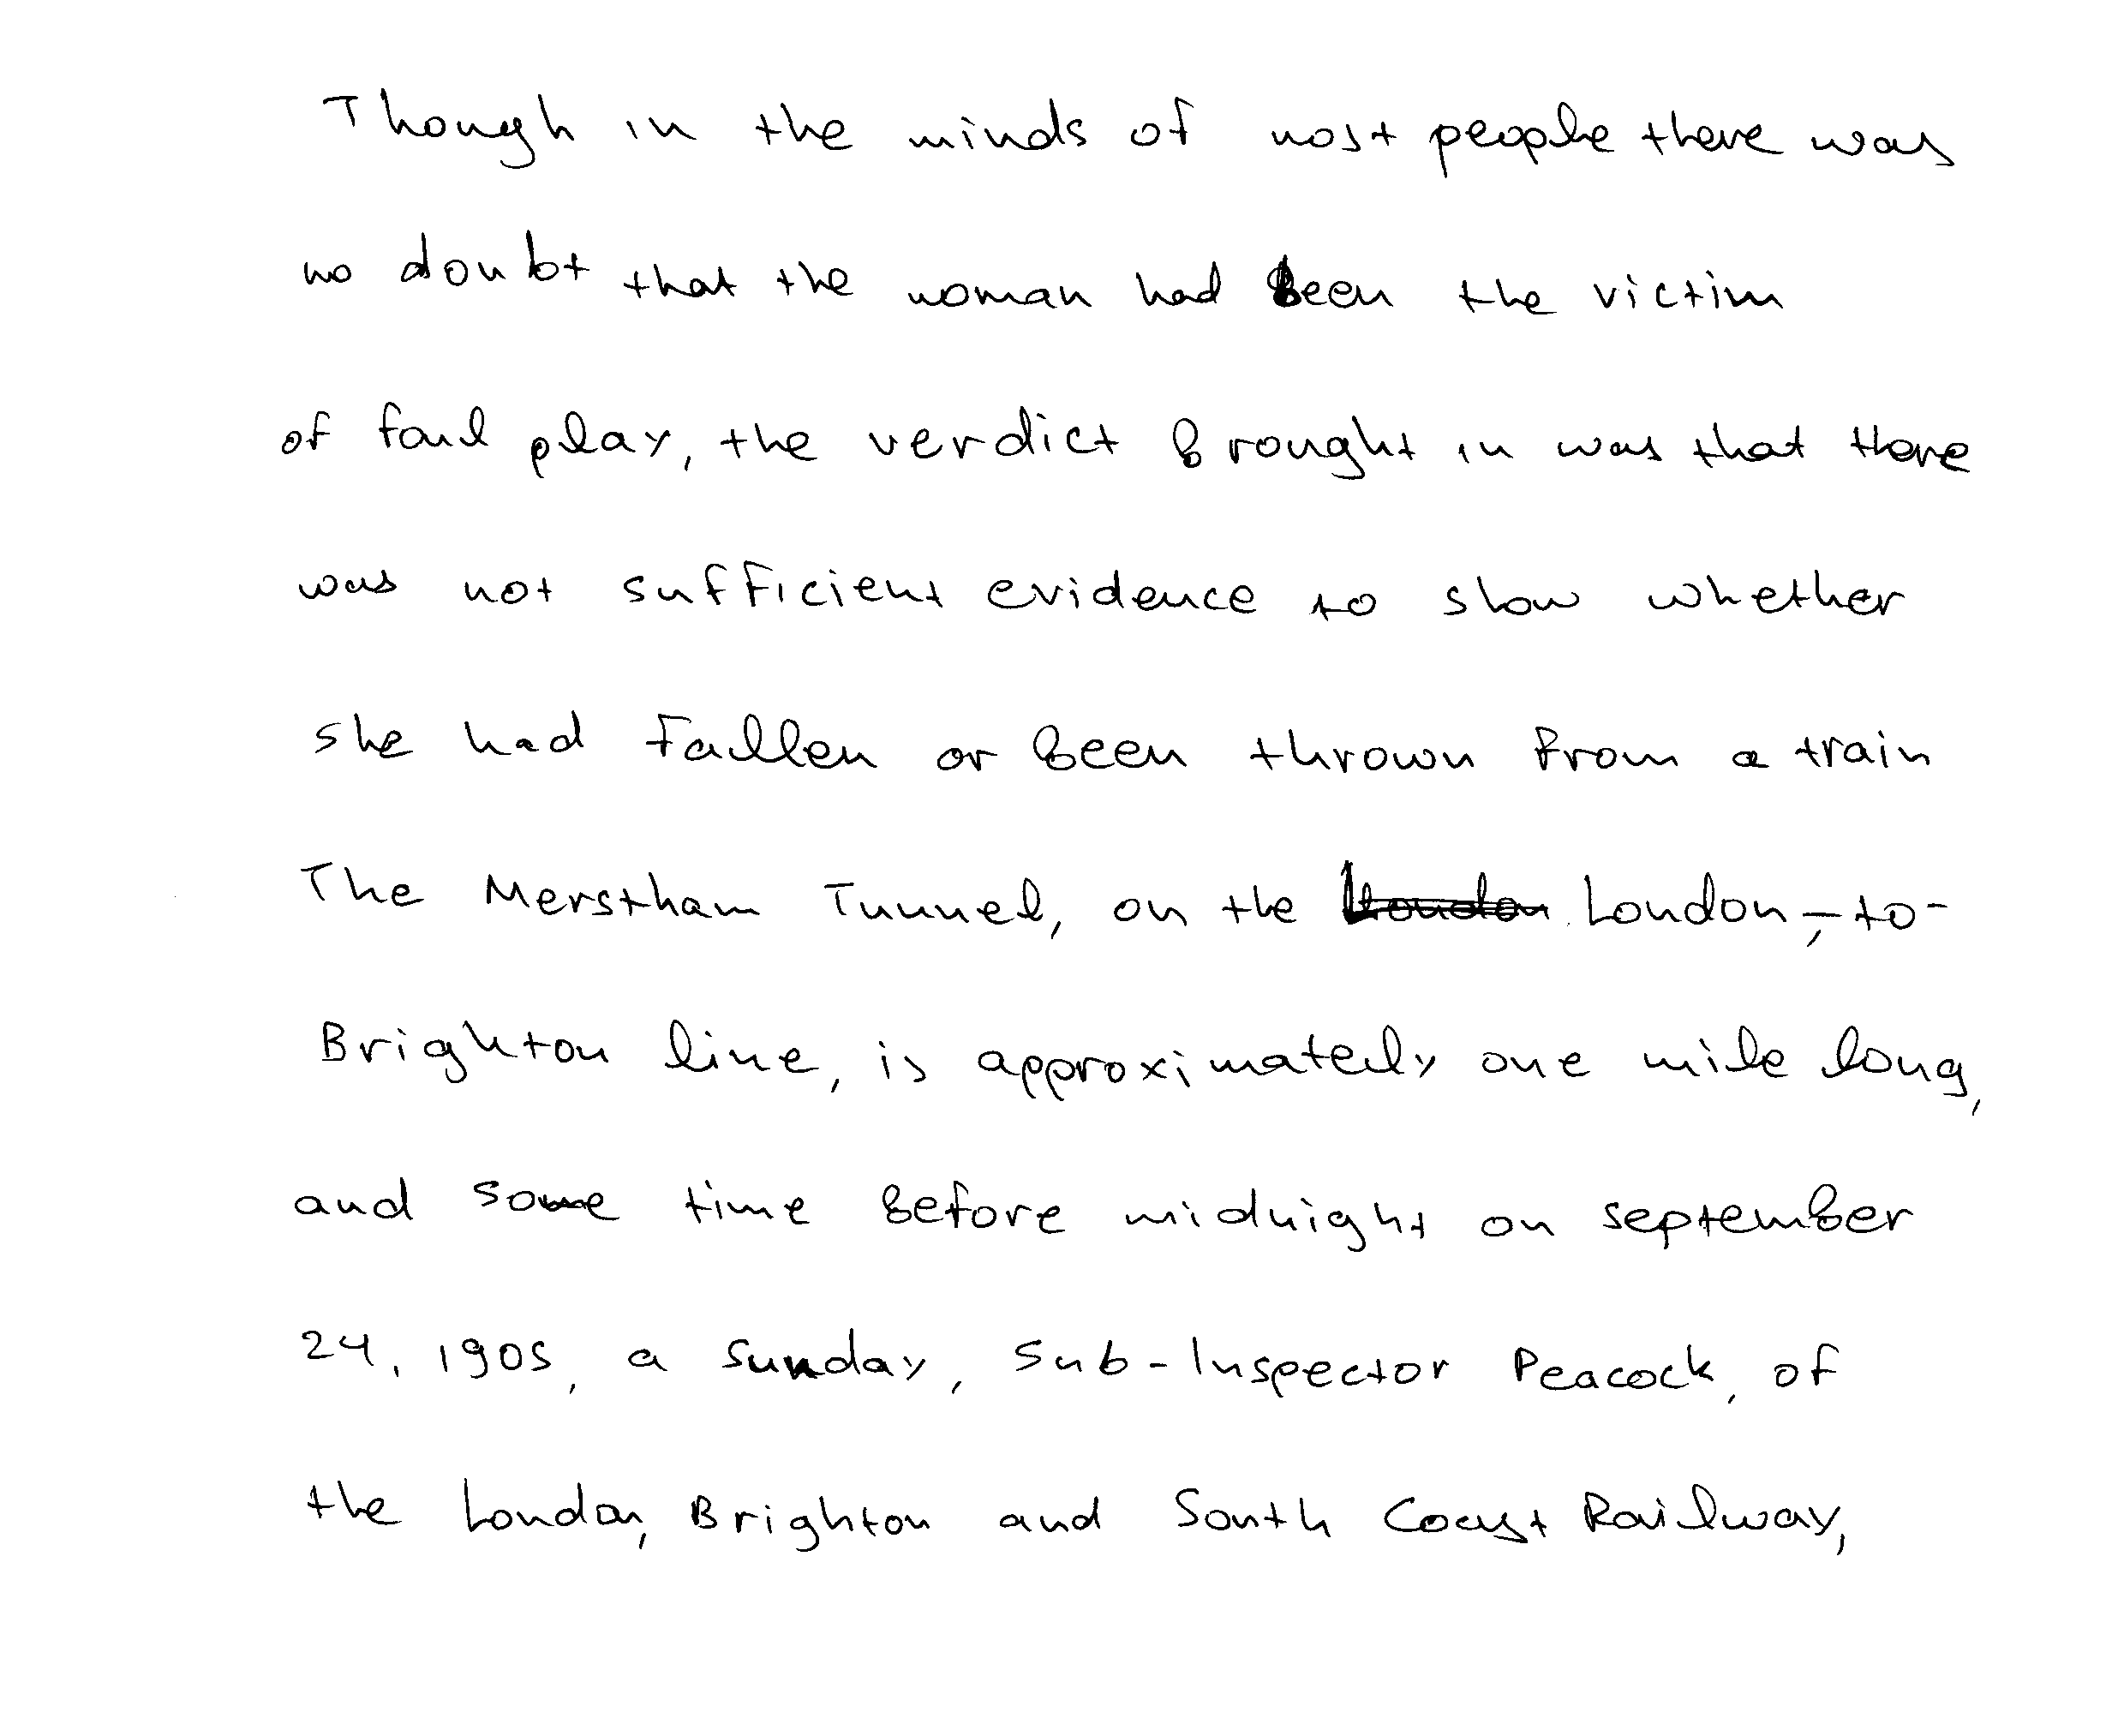 Though in the minds of most people there was
no doubt that the woman had been the victim
of foul play, the verdict brought in was that there
was not sufficient evidence to show whether
she had fallen or been thrown from a train
The Merstham Tunnel, on the London,-to-
Brighton line, is approximately one mile long,
and some time before midnight on september
24, 1905, a Sunday, Sub-Inspector Peacock, of
the London, Brighton and South Coast Railway,